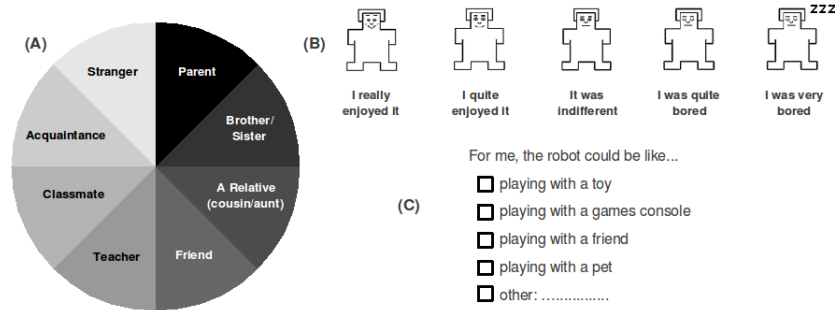 (A)
Stranger
Parent
Brother/
Sister
A Relative
(cousin/aunt)
Friend
Teacher
Classmate
Acquaintance
(B)
zzz
I really
enjoyed it
I quite
enjoyed it
It was
indifferent
I was quite
bored
I was very
bored
(C)
For me, the robot could be like...
playing with a toy
playing with a games console
playing with a friend
playing with a pet
other: ................